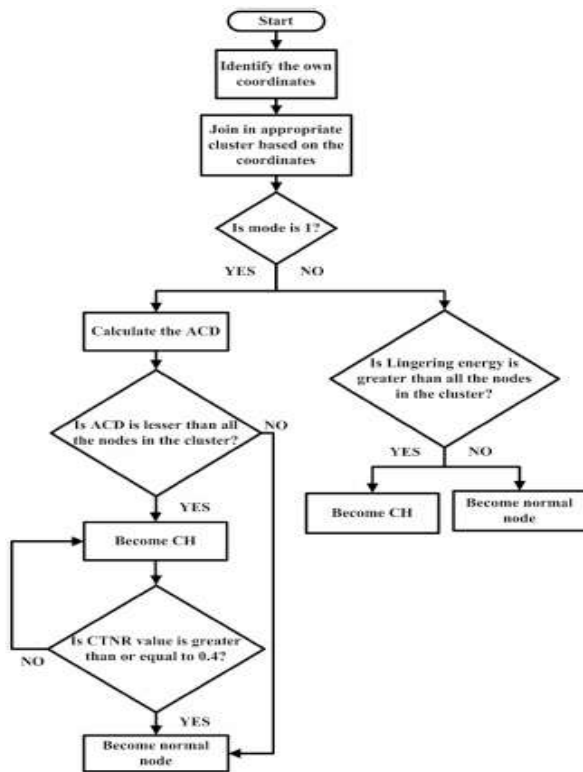 Start
Identify the own
coordinates
Join in appropriate
cluster based on the
coordinates
Is mode is 1?
YES
NO
Calculate the ACD
Is Lingering energy is
greater than all the nodes
in the cluster?
Is ACD is lesser than all
the nodes in the cluster?
NO
YES
NO
Become CH
Become normal
node
YES
Become CH
Is CTNR value is greater
than or equal to 0.4?
NO
YES
Become normal
node